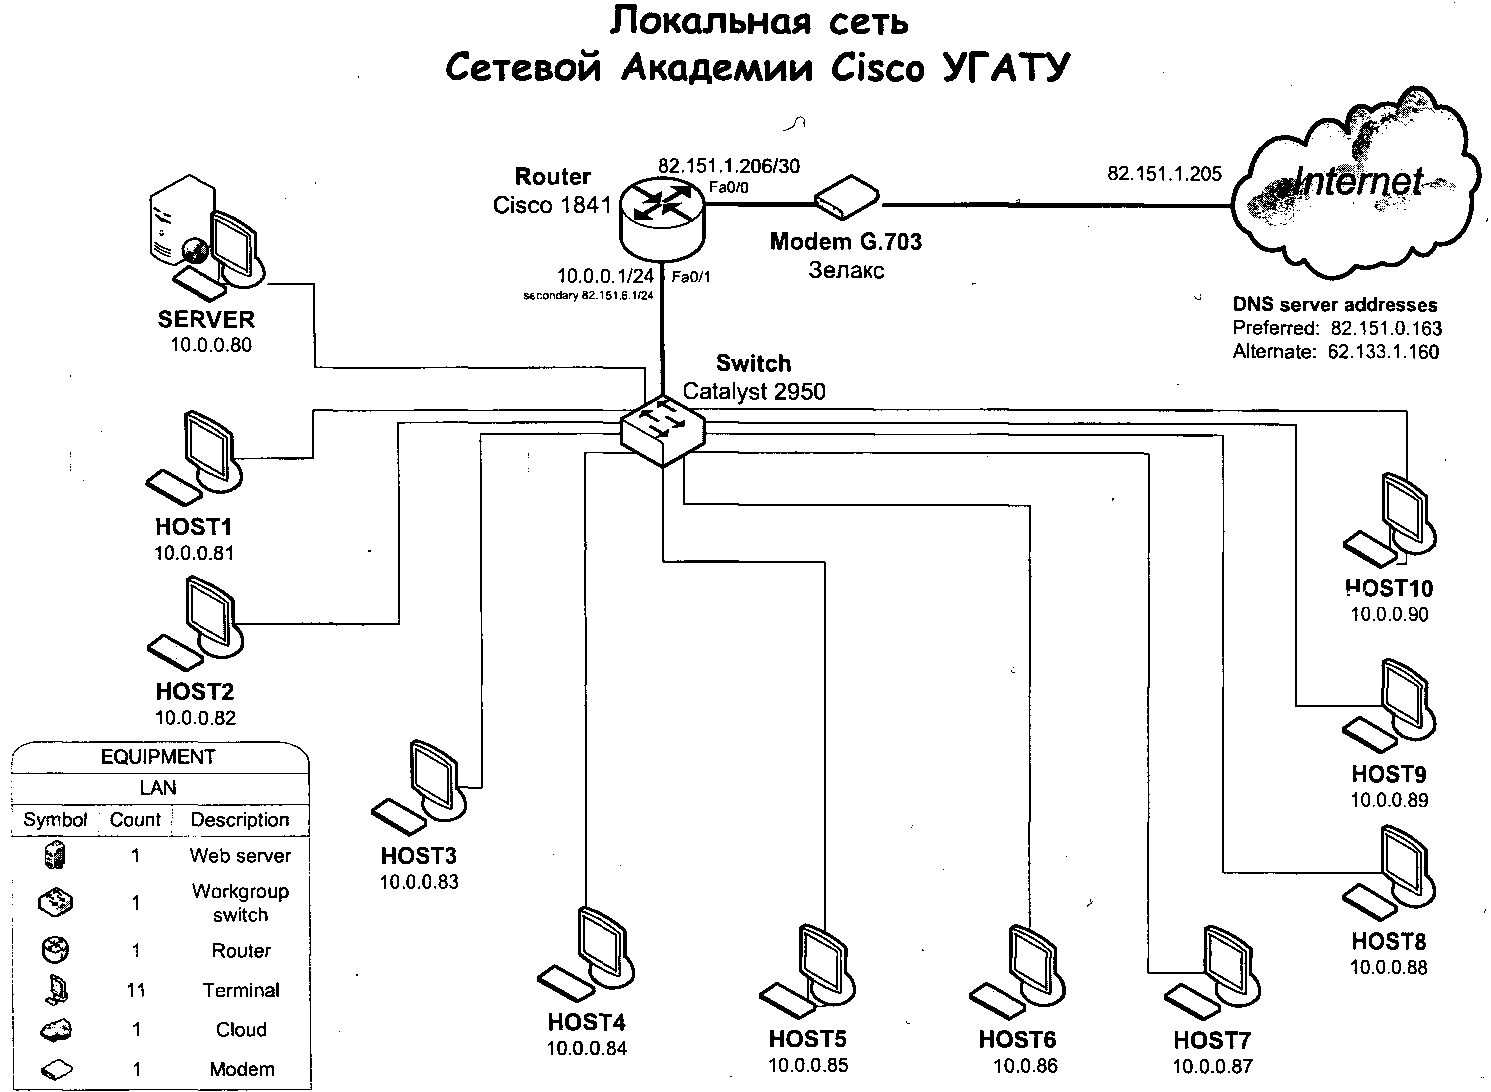 Локальная сеть
Сетевой Академии Cisco УГАТУ
82.151.1.206/30
Router
Cisco 1841
Fa0/0
82.151.1.205
Internet
Modem G.703
Зелакс
10.0.0.1/24
Fa0/1
secondary 82.151.6.1/24
DNS server addresses
Preferred: 82.151.0.163
Alternate: 62.133.1.160
SERVER
10.0.0.80
Switch
Catalyst 2950
HOST1
10.0.0.81
HOST2
10.0.0.82
HOST3
10.0.0.83
HOST4
10.0.0.84
HOST5
10.0.0.85
HOST6
10.0.86
HOST7
10.0.0.87
HOST8
10.0.0.88
HOST9
10.0.0.89
HOST10
10.0.0.90
EQUIPMENT
LAN
Symbol Count Description
1 Web server
1 Workgroup
switch
1 Router
11 Terminal
1 Cloud
1 Modem